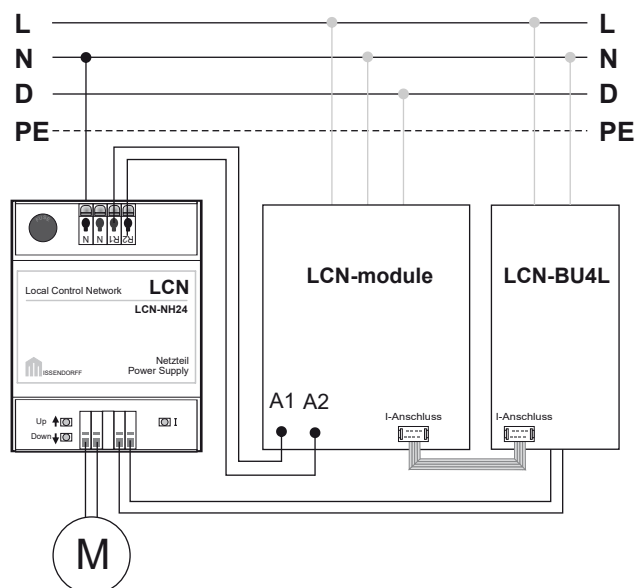 L L
N N
D D
PE PE
N N R1 R2
Local Control Network LCN
LCN-NH24
ISSENDORFF
Netzteil
Power Supply
Up I
Down
M
LCN-module
A1 A2
I-Anschluss
LCN-BU4L
I-Anschluss